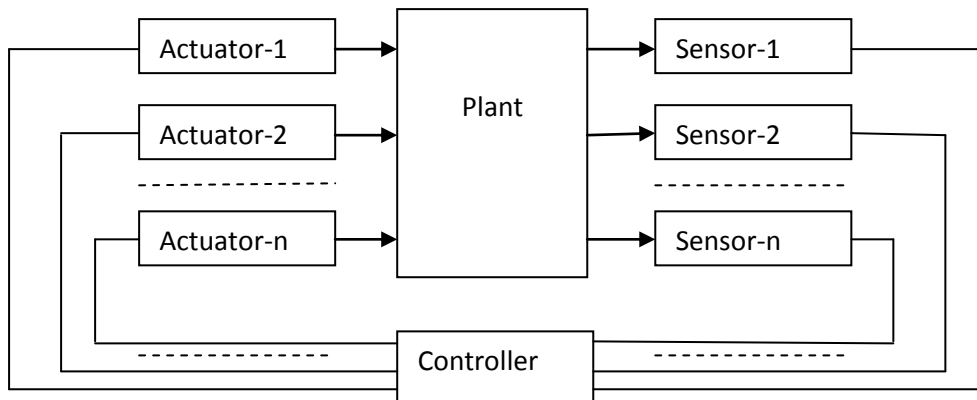 Actuator-1
Plant
Sensor-1
Actuator-2
Sensor-2
Actuator-n
Sensor-n
Controller